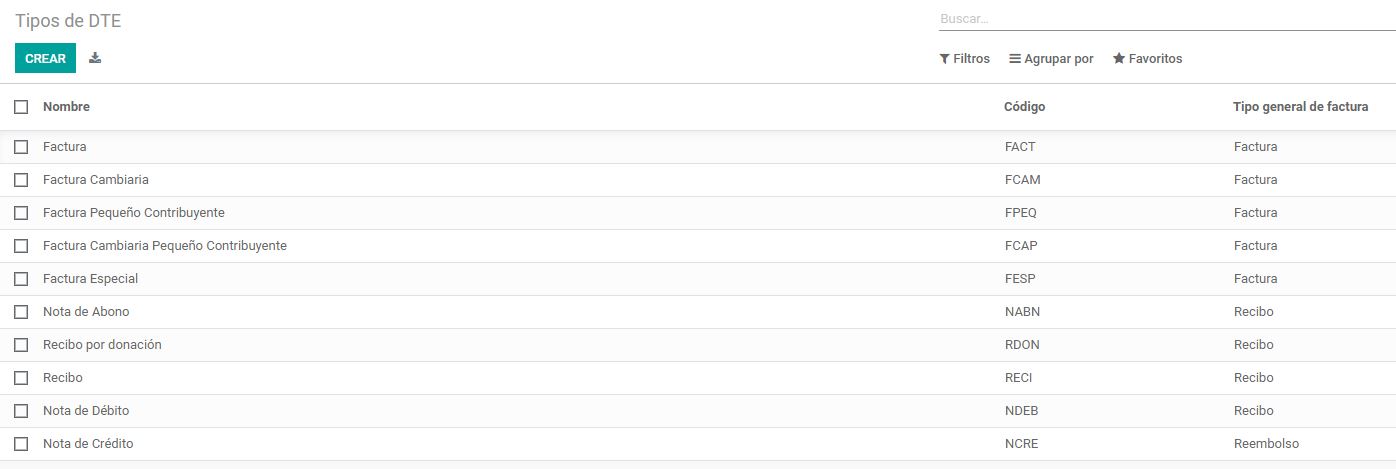 Tipos de DTE
Buscar...
CREAR
Filtros Agrupar por Favoritos
Nombre Código Tipo general de factura
Factura FACT Factura
Factura Cambiaria FCAM Factura
Factura Pequeño Contribuyente FPEQ Factura
Factura Cambiaria Pequeño Contribuyente FCAP Factura
Factura Especial FESP Factura
Nota de Abono NABN Recibo
Recibo por donación RDON Recibo
Recibo RECI Recibo
Nota de Débito NDEB Recibo
Nota de Crédito NCRE Reembolso